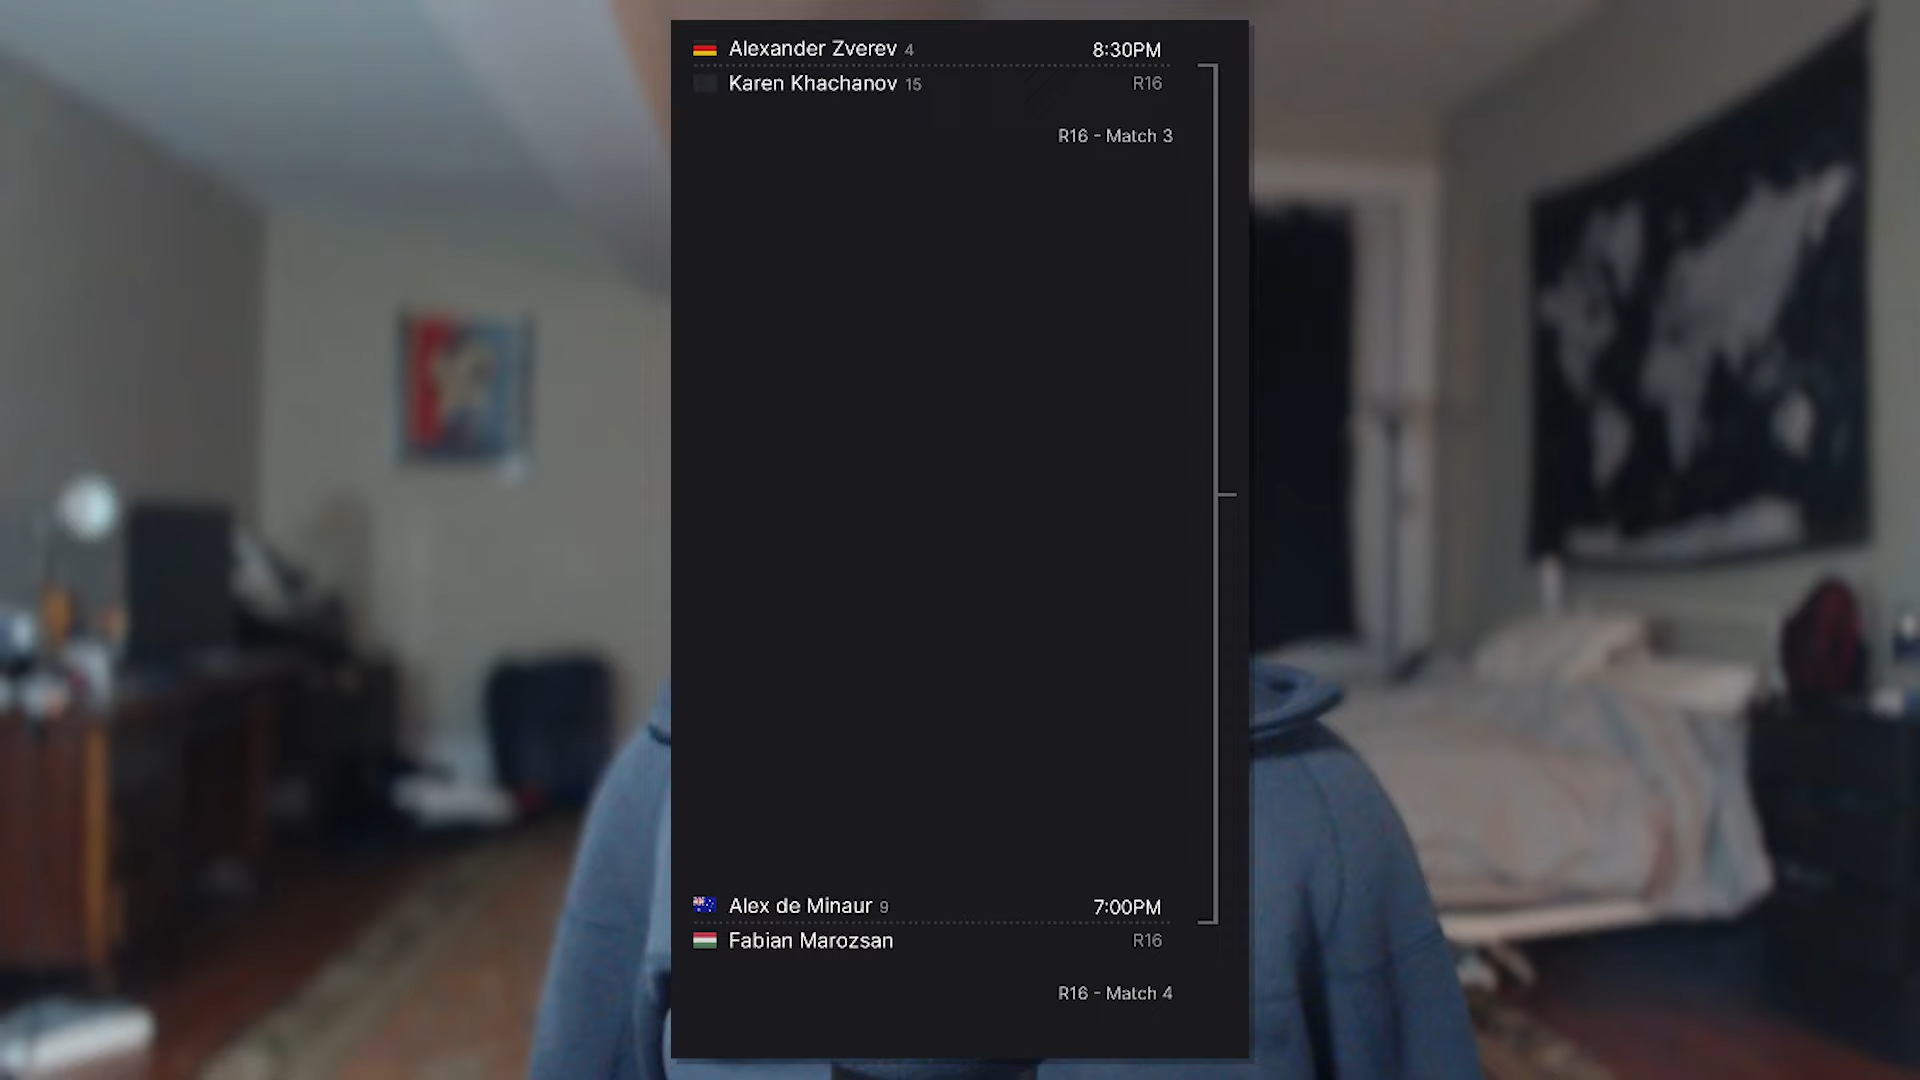 Alexander Zverev 4 8:30PM
Karen Khachanov 15 R16
R16 - Match 3
Alex de Minaur 9 7:00PM
Fabian Marozsan R16
R16 - Match 4